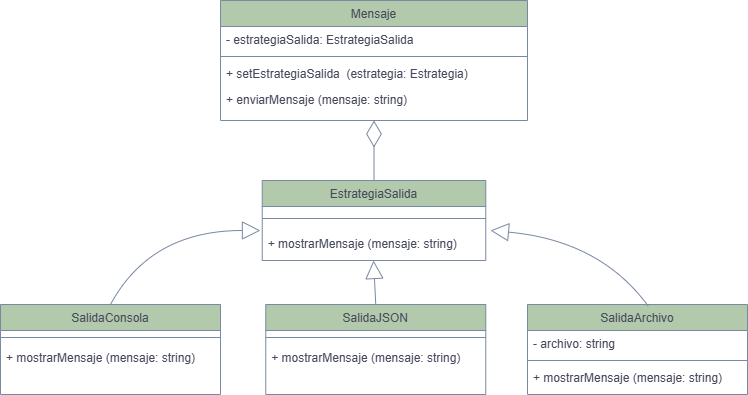 Mensaje
- estrategiaSalida: EstrategiaSalida
+ setEstrategiaSalida (estrategia: Estrategia)
+ enviarMensaje (mensaje: string)
EstrategiaSalida
+ mostrarMensaje (mensaje: string)
SalidaConsola
+ mostrarMensaje (mensaje: string)
SalidaJSON
+ mostrarMensaje (mensaje: string)
SalidaArchivo
- archivo: string
+ mostrarMensaje (mensaje: string)